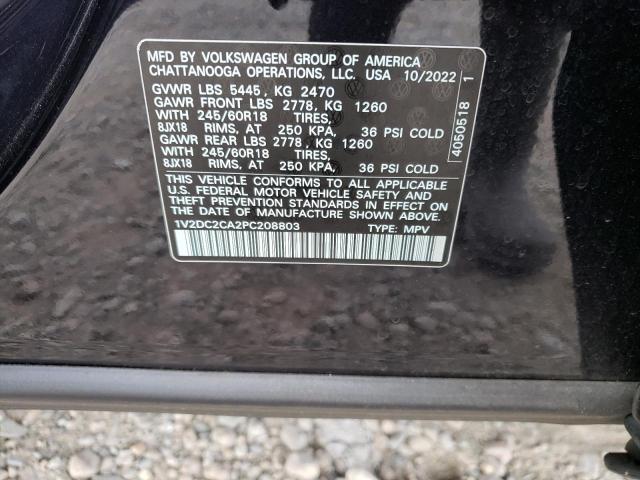 MFD BY VOLKSWAGEN GROUP OF AMERICA
CHATTANOOGA OPERATIONS, LLC. USA 10/2022
GVWR LBS 5445, KG 2470
GAWR FRONT LBS 2778, KG 1260
WITH 245/60R18 TIRES,
8JX18 RIMS, AT 250 KPA, 36 PSI COLD
GAWR REAR LBS 2778, KG 1260
WITH 245/60R18 TIRES,
8JX18 RIMS, AT 250 KPA, 36 PSI COLD
THIS VEHICLE CONFORMS TO ALL APPLICABLE
U.S. FEDERAL MOTOR VEHICLE SAFETY AND
THEFT PREVENTION STANDARDS IN EFFECT ON
THE DATE OF MANUFACTURE SHOWN ABOVE.
1V2DC2CA2PC208803 TYPE: MPV
4050518 1